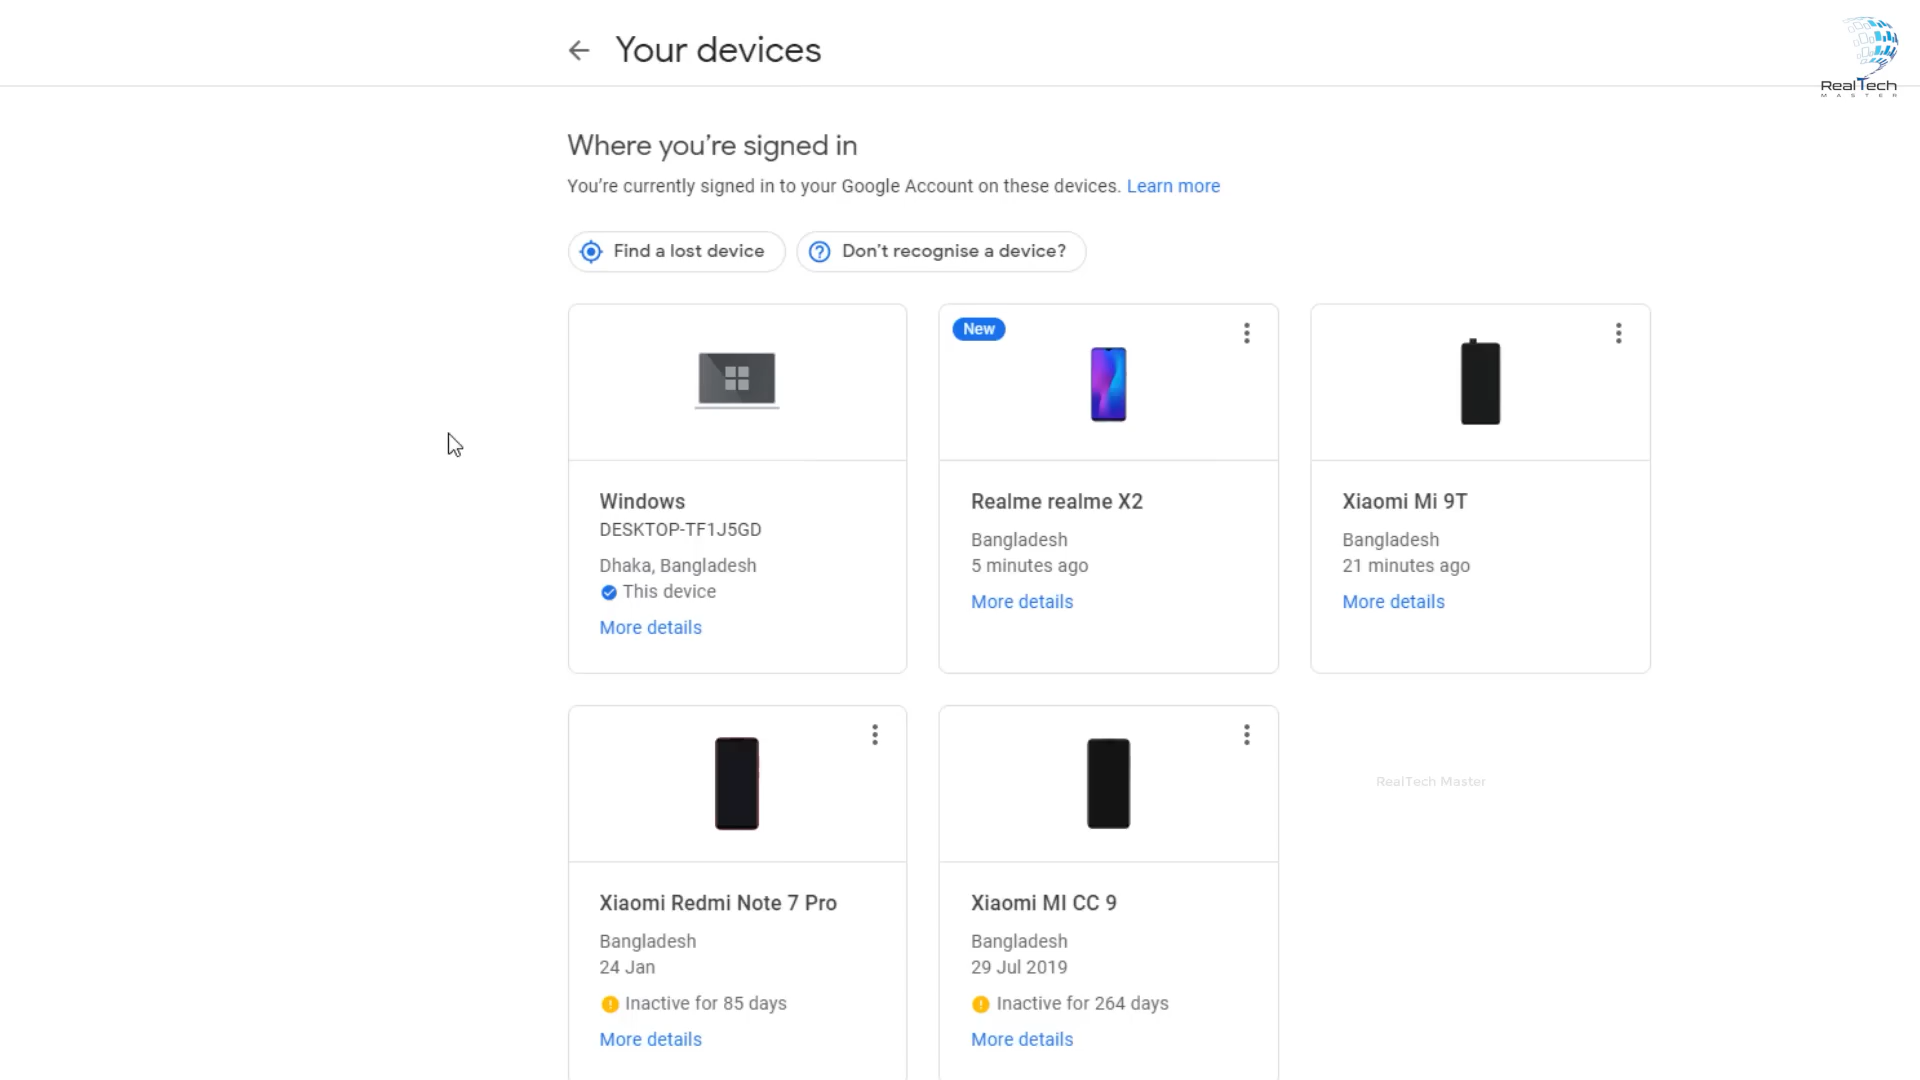 Your devices
RealTech
MASTER
Where you’re signed in
You’re currently signed in to your Google Account on these devices. Learn more
Find a lost device
Don’t recognise a device?
Windows
DESKTOP-TF1J5GD
Dhaka, Bangladesh
This device
More details
New
Realme realme X2
Bangladesh
5 minutes ago
More details
Xiaomi Mi 9T
Bangladesh
21 minutes ago
More details
Xiaomi Redmi Note 7 Pro
Bangladesh
24 Jan
Inactive for 85 days
More details
Xiaomi MI CC 9
Bangladesh
29 Jul 2019
Inactive for 264 days
More details
RealTech Master